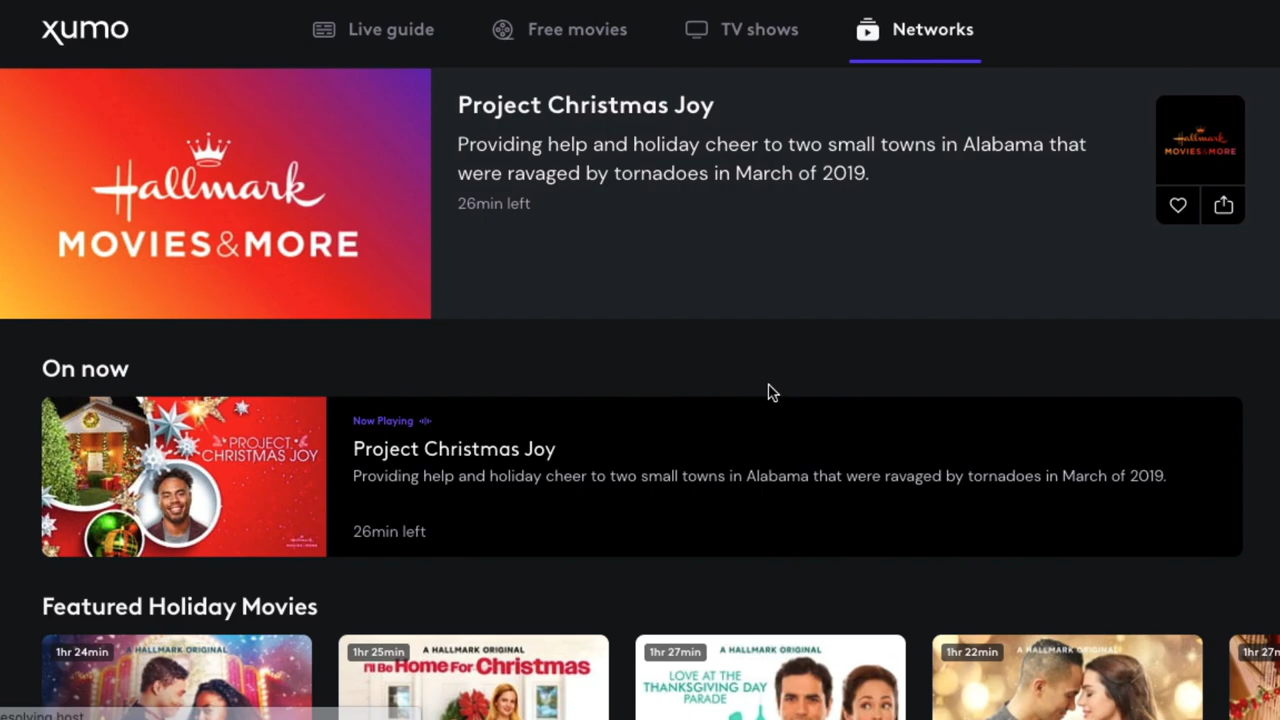 xumo
Live guide
Free movies
TV shows
Networks
Hallmark
MOVIES&MORE
Project Christmas Joy
Providing help and holiday cheer to two small towns in Alabama that
were ravaged by tornadoes in March of 2019.
26min left
Hallmark
MOVIES&MORE
On now
PROJECT
CHRISTMAS JOY
Now Playing
Project Christmas Joy
Providing help and holiday cheer to two small towns in Alabama that were ravaged by tornadoes in March of 2019.
26min left
Featured Holiday Movies
1hr 24min
A HALLMARK ORIGINAL
1hr 25min
A HALLMARK ORIGINAL
I'll Be Home For Christmas
1hr 27min
A HALLMARK ORIGINAL
LOVE AT THE
THANKSGIVING DAY
PARADE
1hr 22min
A HALLMARK ORIGINAL
1hr
esolving host